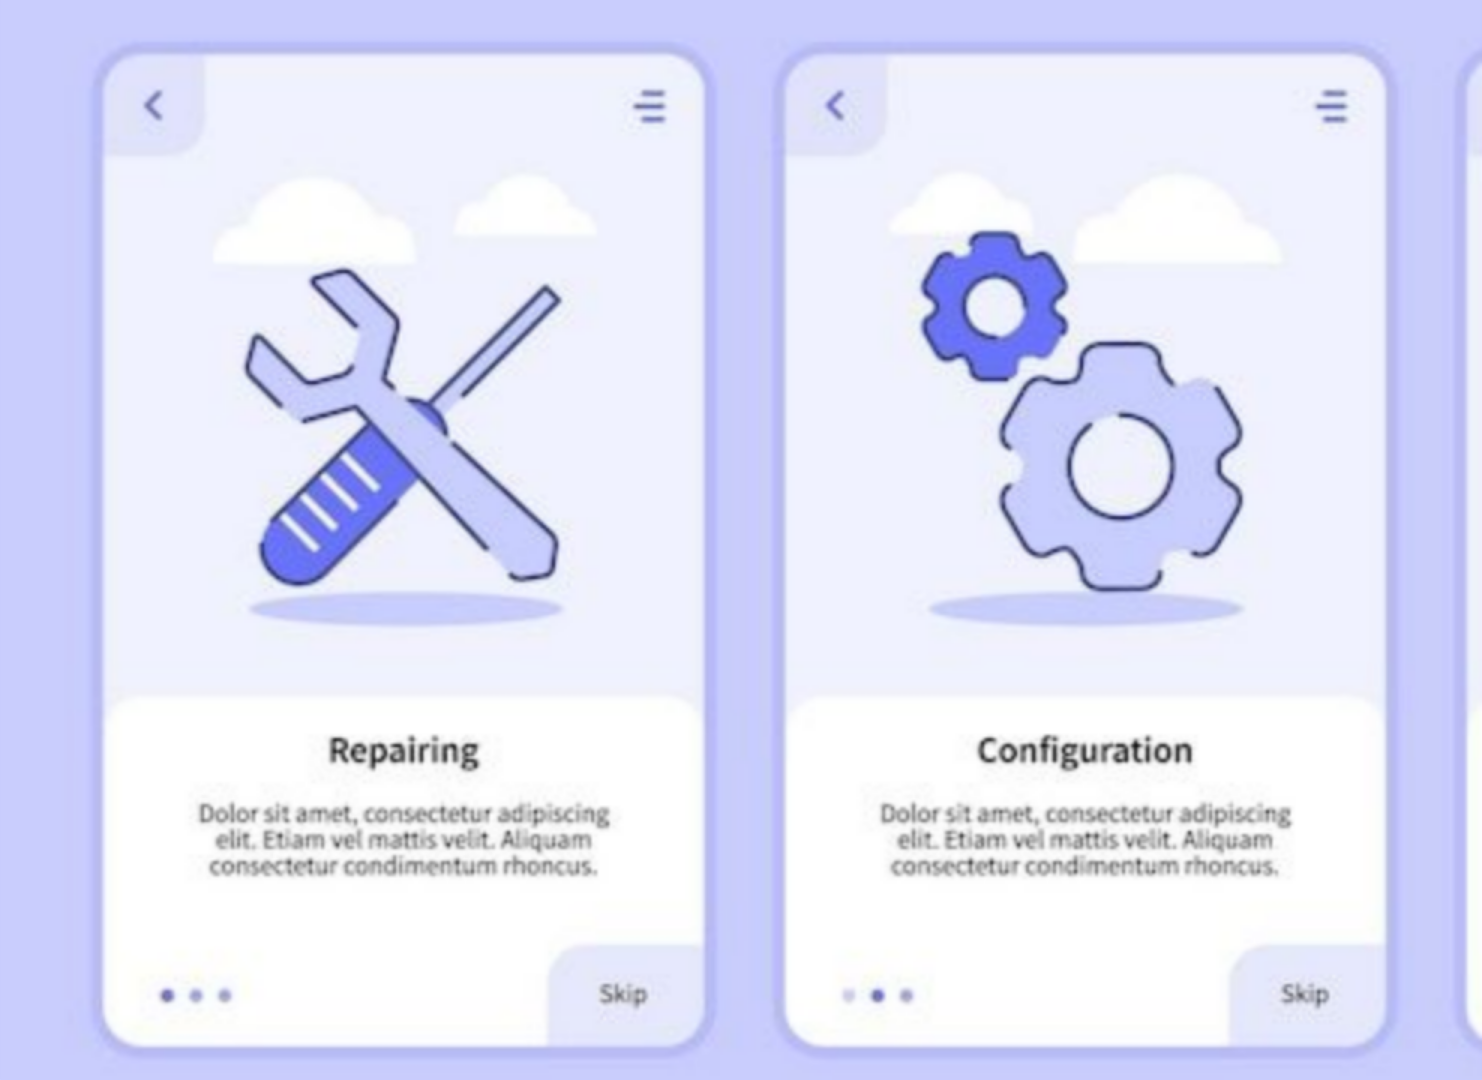 Repairing
Dolor sit amet, consectetur adipiscing
elit. Etiam vel mattis velit. Aliquam
consectetur condimentum rhoncus.
Skip
Configuration
Dolor sit amet, consectetur adipiscing
elit. Etiam vel mattis velit. Aliquam
consectetur condimentum rhoncus.
Skip